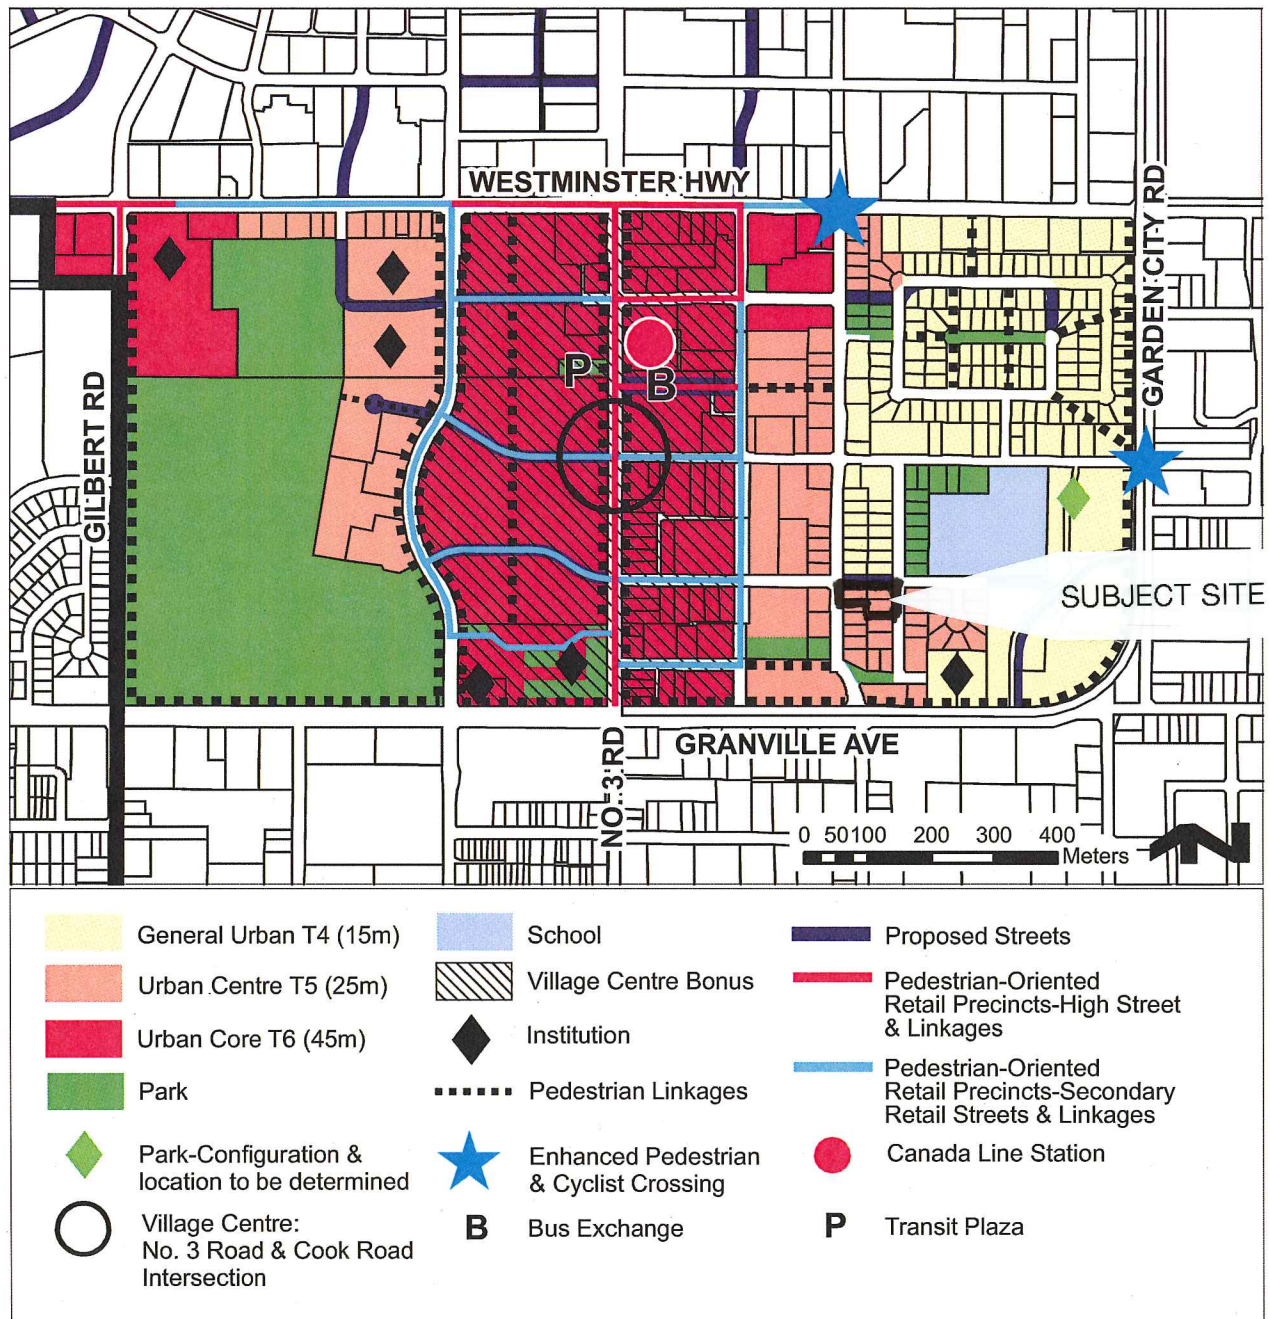 WESTMINSTER HWY
GARDEN CITY RD
GILBERT RD
P
B
SUBJECT SITE
NO. 3 RD
GRANVILLE AVE
0 50 100 200 300 400
Meters
N
General Urban T4 (15m)
Urban Centre T5 (25m)
Urban Core T6 (45m)
Park
Park-Configuration &
location to be determined
Village Centre:
No. 3 Road & Cook Road
Intersection
School
Village Centre Bonus
Institution
Pedestrian Linkages
Enhanced Pedestrian
& Cyclist Crossing
B Bus Exchange
Proposed Streets
Pedestrian-Oriented
Retail Precincts-High Street
& Linkages
Pedestrian-Oriented
Retail Precincts-Secondary
Retail Streets & Linkages
Canada Line Station
P Transit Plaza